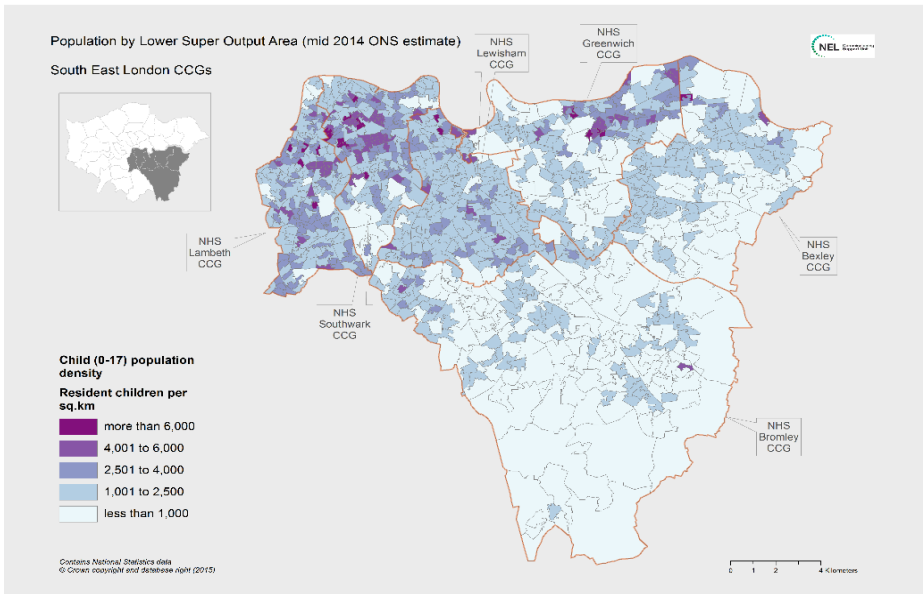 Population by Lower Super Output Area (mid 2014 ONS estimate)
South East London CCGs
NHS
Lewisham
CCG
NHS
Greenwich
CCG
NEL
NHS
Lambeth
CCG
NHS
Southwark
CCG
NHS
Bexley
CCG
NHS
Bromley
CCG
Child (0-17) population
density
Resident children per
sq.km
more than 6,000
4,001 to 6,000
2,501 to 4,000
1,001 to 2,500
less than 1,000
Contains National Statistics data
© Crown copyright and database right (2015)
0 1 2 4 Kilometers